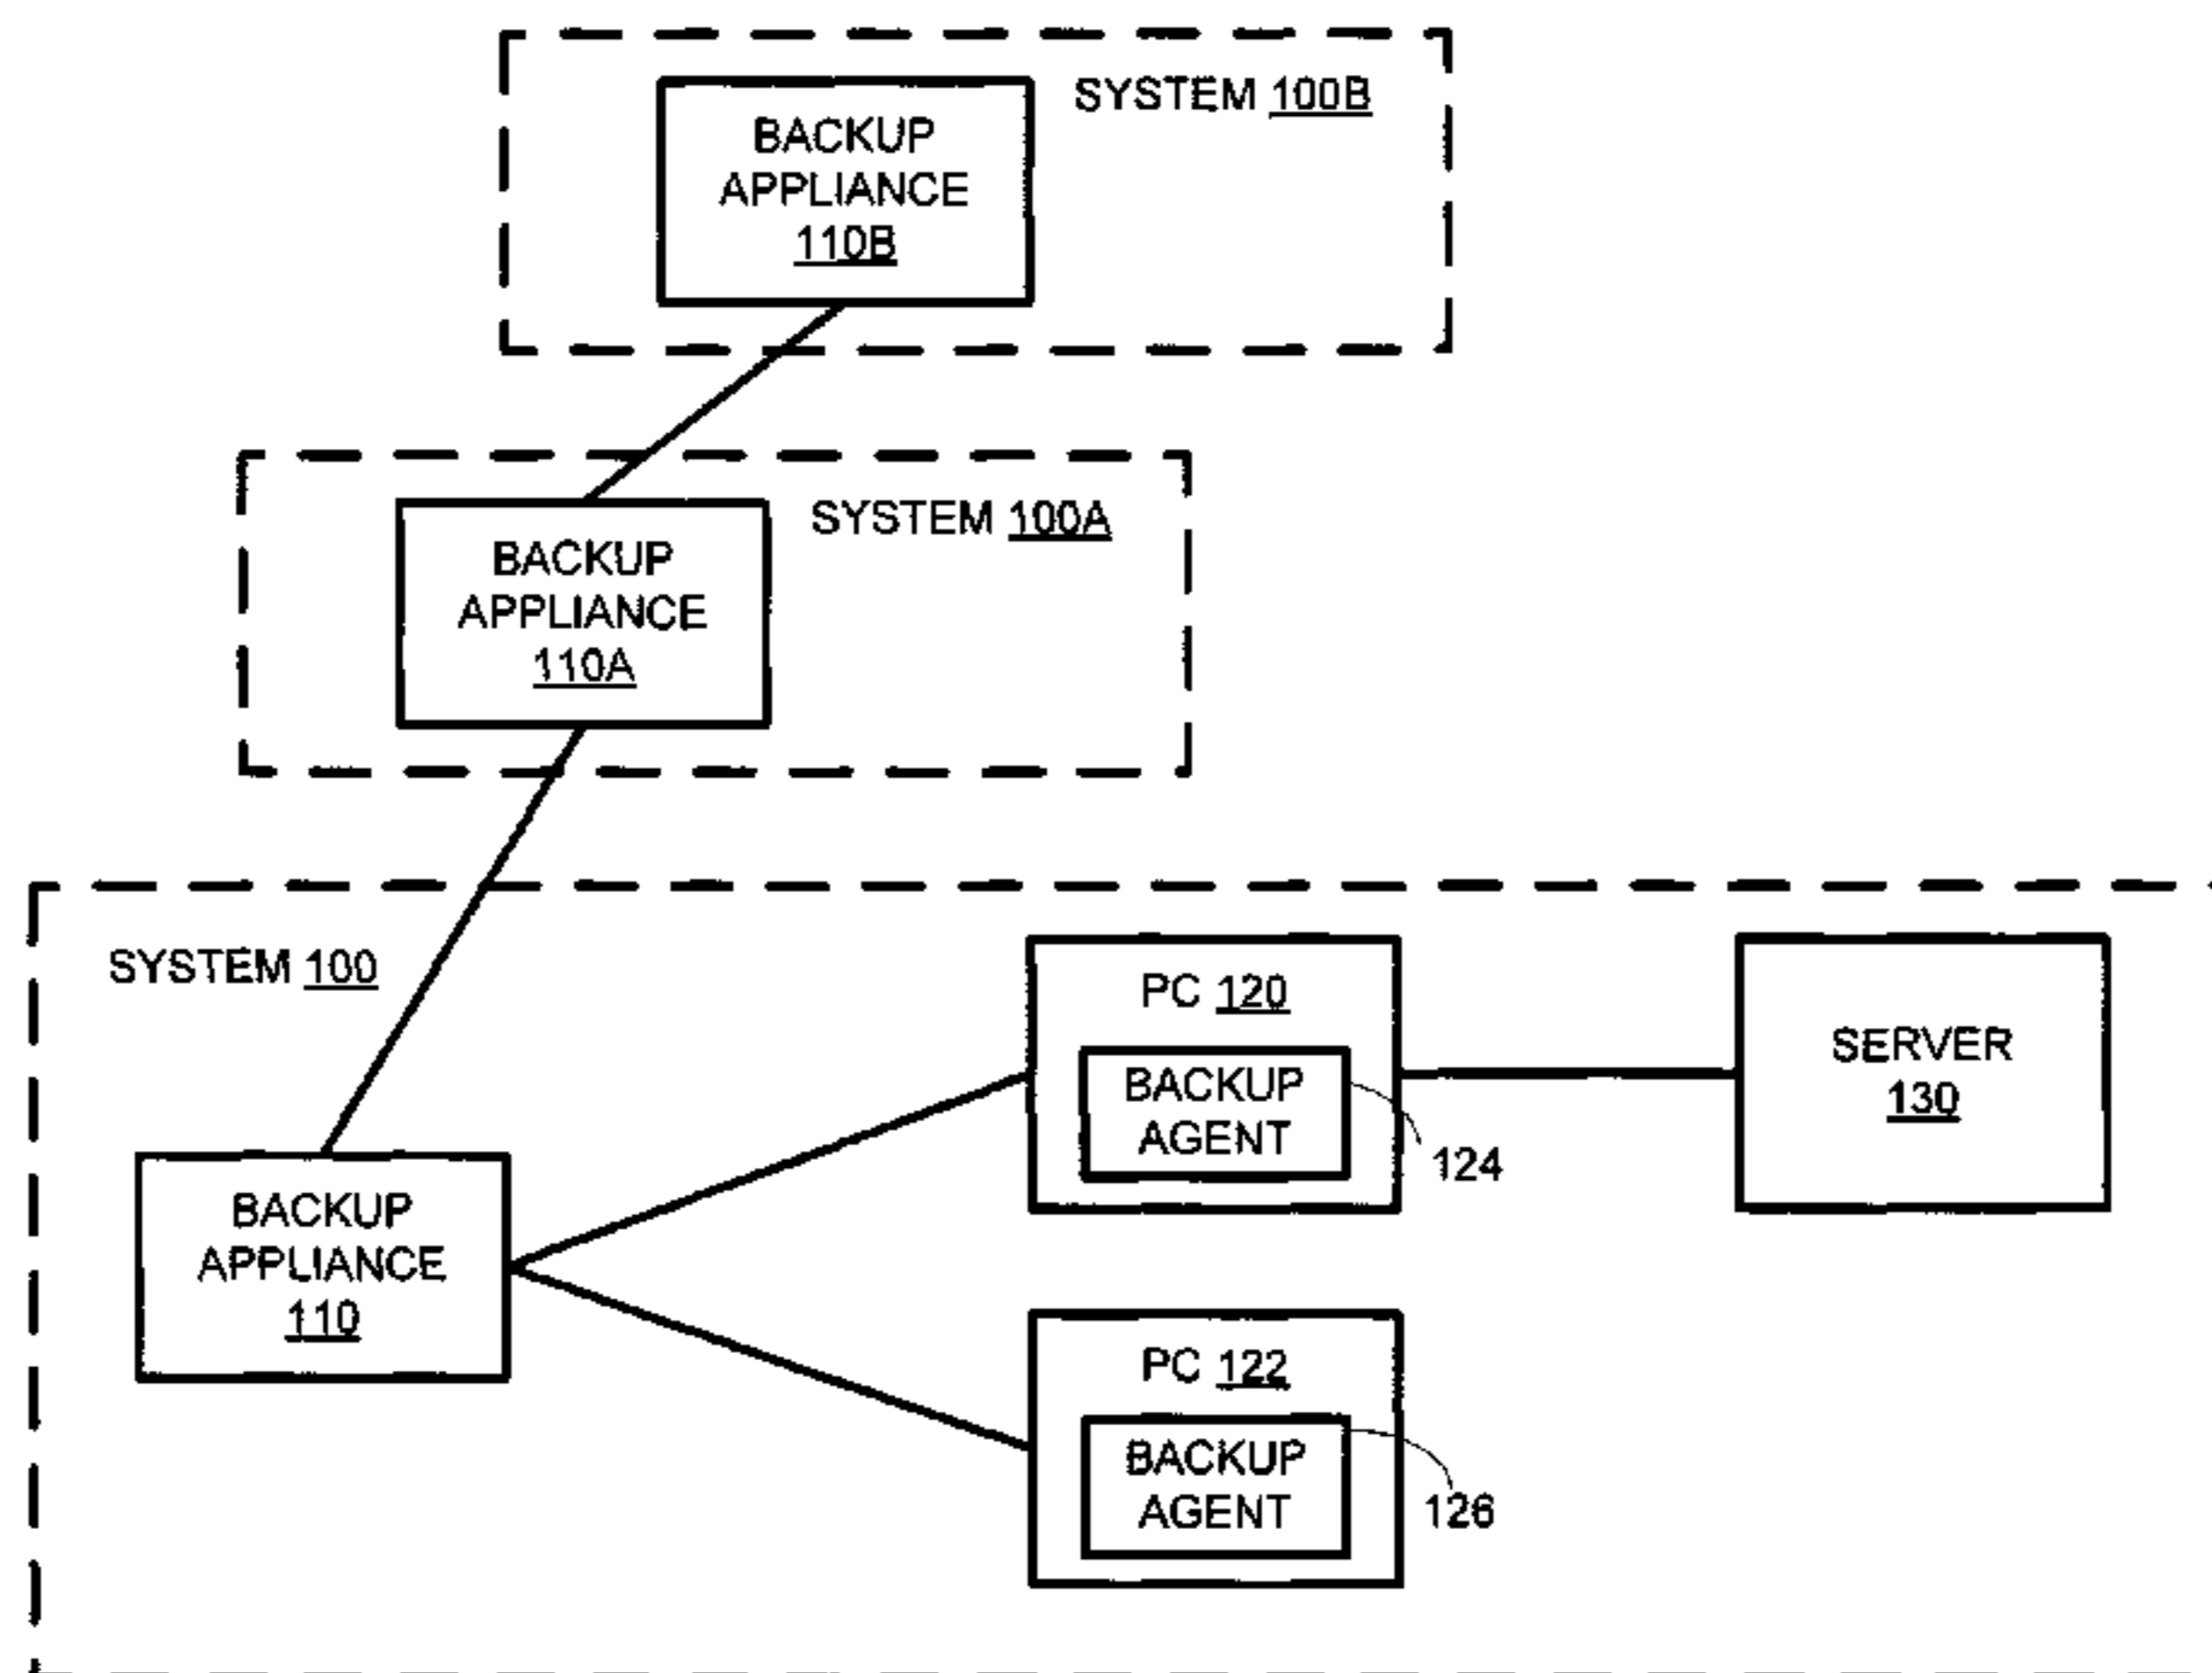 SYSTEM 100B
BACKUP
APPLIANCE
110B
SYSTEM 100A
BACKUP
APPLIANCE
110A
SYSTEM 100
PC 120
BACKUP
AGENT
124
SERVER
130
BACKUP
APPLIANCE
110
PC 122
BACKUP
AGENT
126